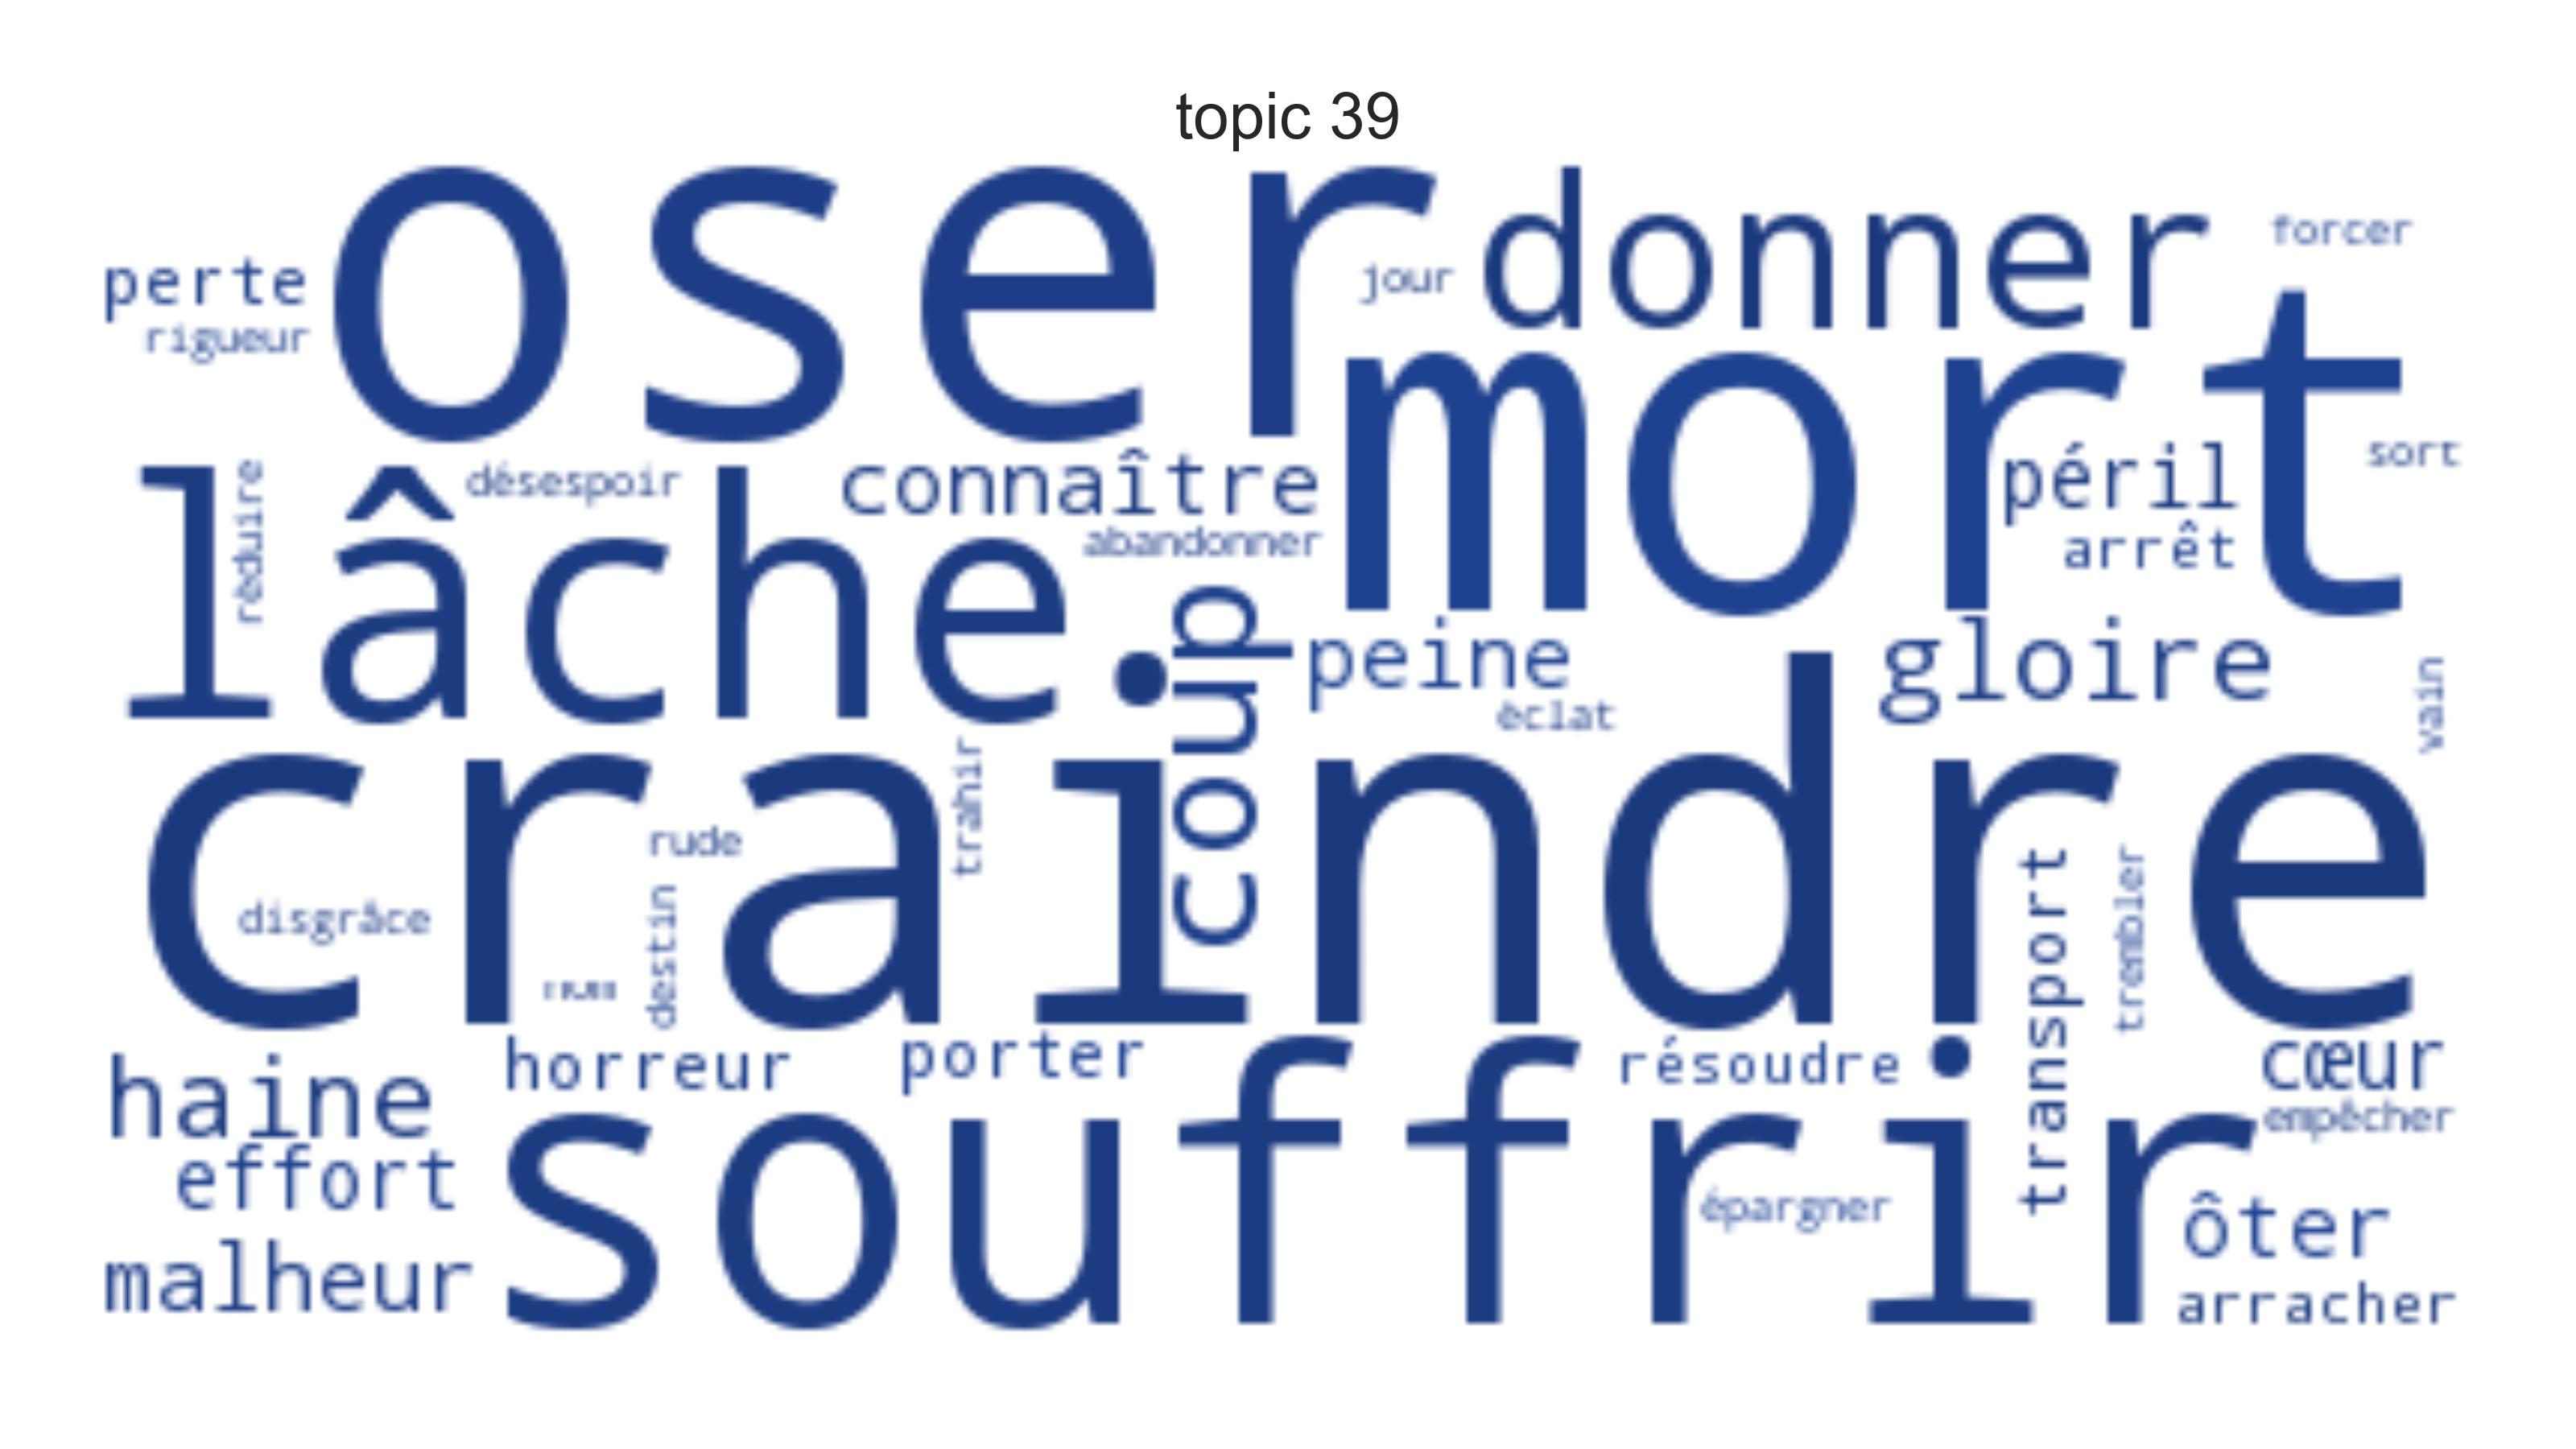 topic 39
oser
donner
forcer
perte
jour
rigueur
mort
lâche
réduire
désespoir
connaître
abandonner
péril
sort
arrêt
coup
peine
éclat
gloire
vain
craindre
trahir
rude
disgrâce
destin
transport
trembler
haine
horreur
porter
résoudre
cœur
empêcher
effort
souffrir
épargner
ôter
malheur
arracher